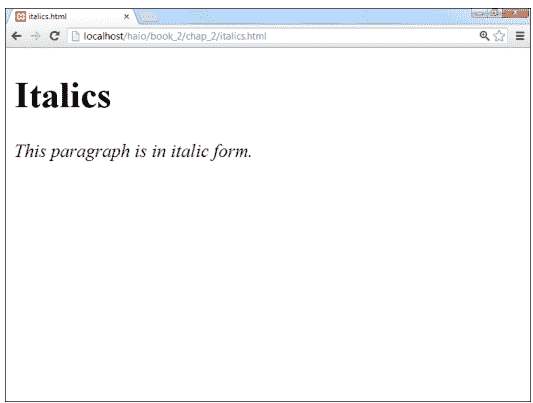 italics.html
localhost/haio/book_2/chap_2/italics.html
Italics
This paragraph is in italic form.